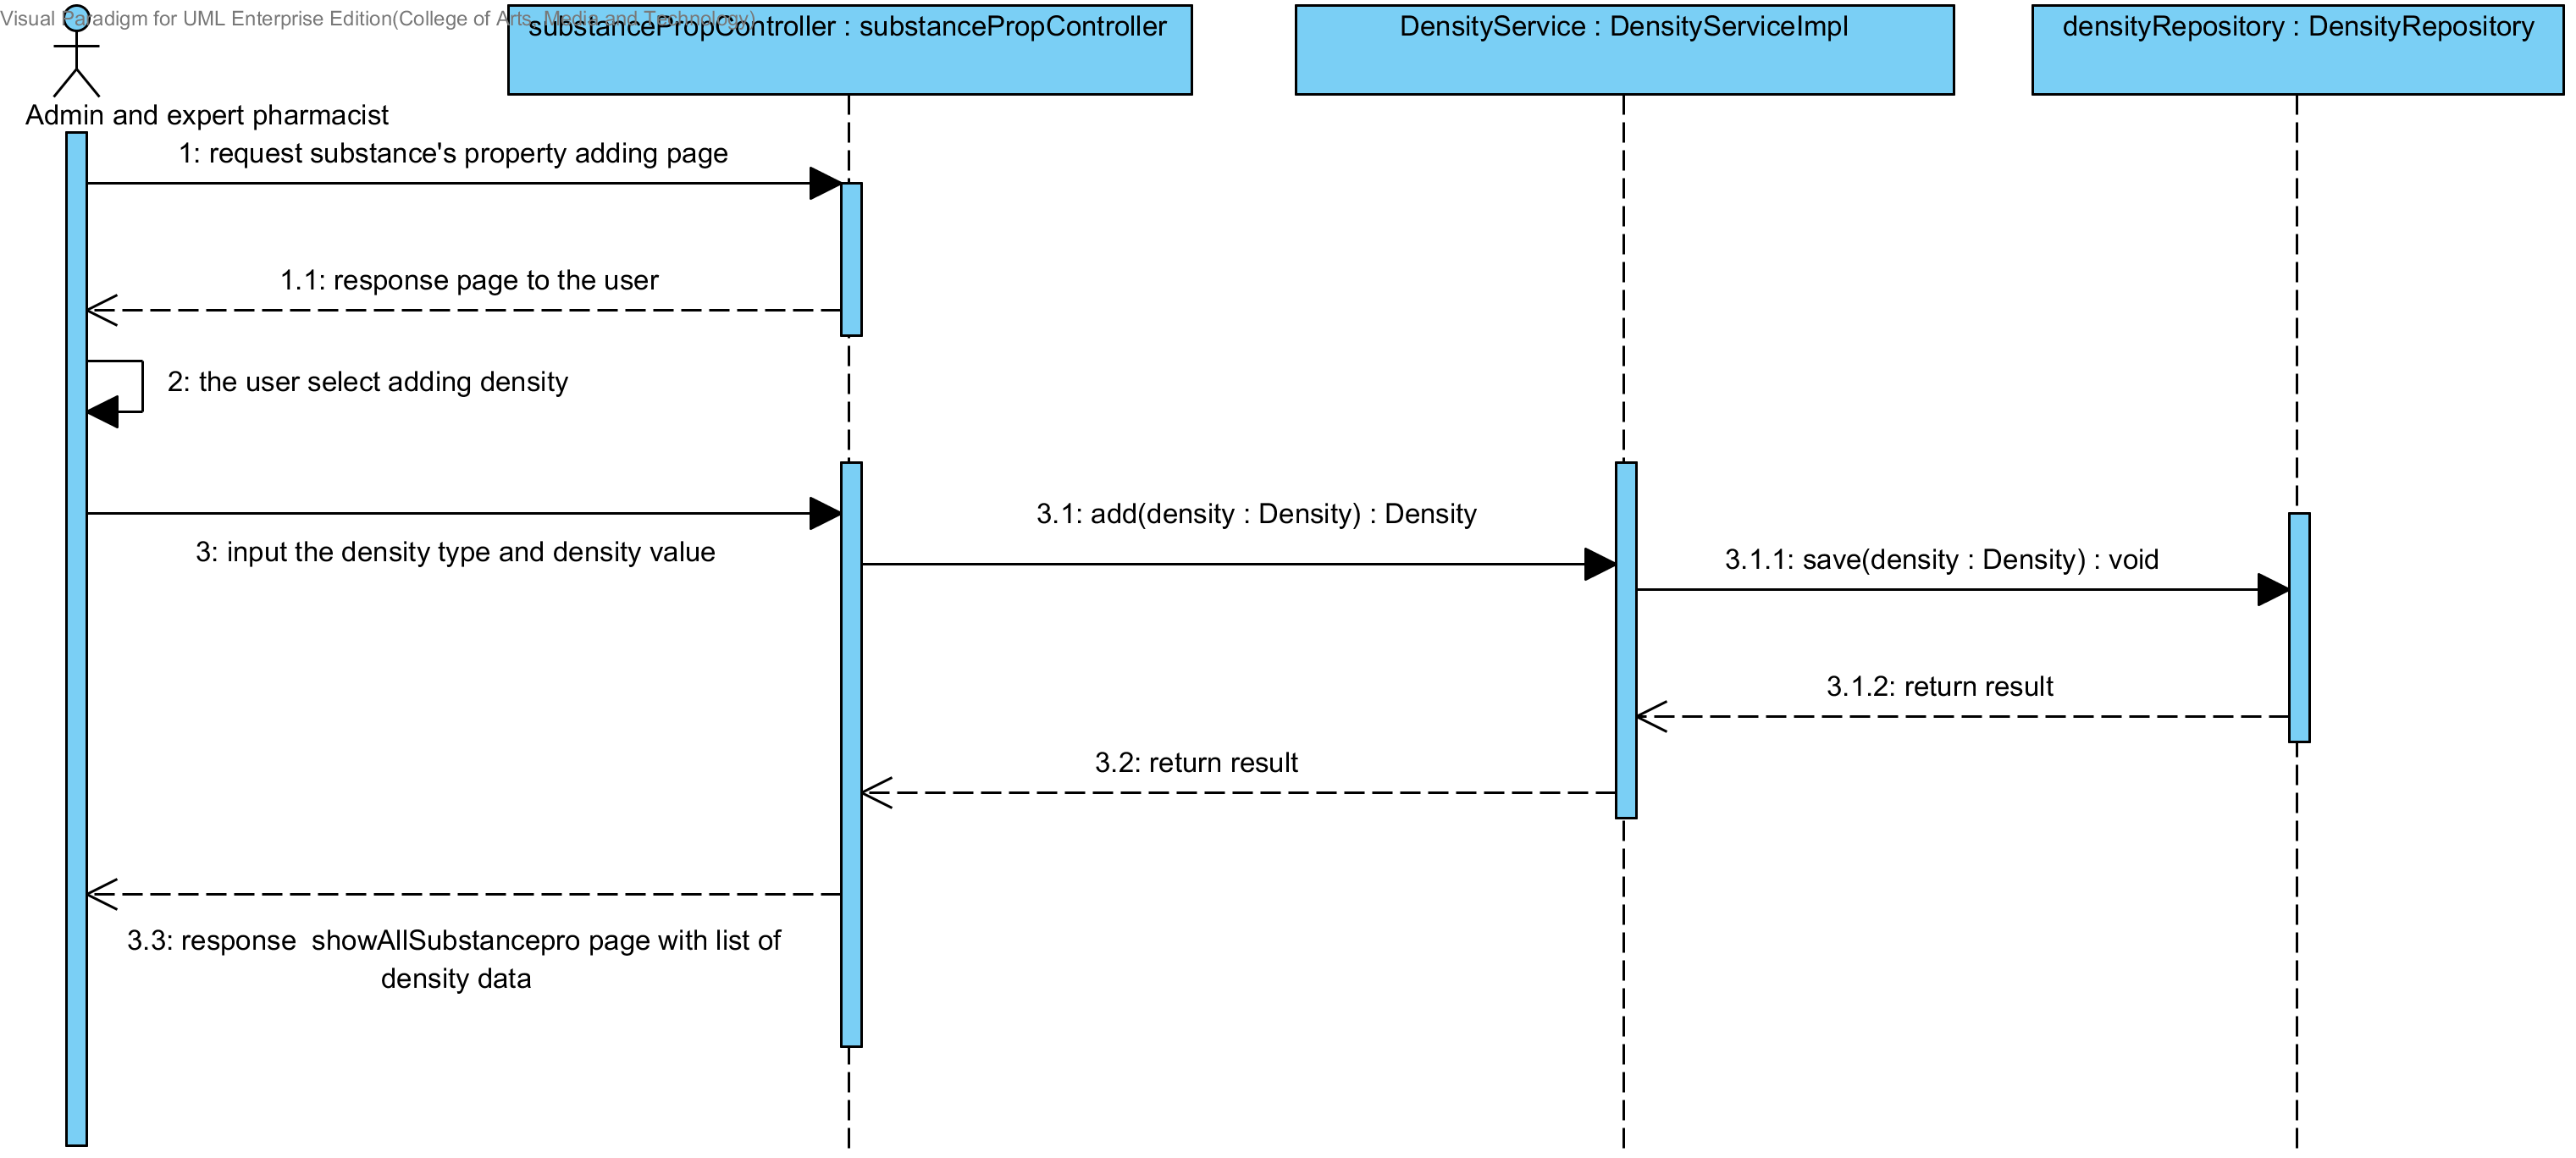 Visual Paradigm for UML Enterprise Edition(College of Arts, Media and Technology)
substancePropController : substancePropController
DensityService : DensityServiceImpl
densityRepository : DensityRepository
Admin and expert pharmacist
1: request substance's property adding page
1.1: response page to the user
2: the user select adding density
3: input the density type and density value
3.1: add(density : Density) : Density
3.1.1: save(density : Density) : void
3.1.2: return result
3.2: return result
3.3: response  showAllSubstancepro page with list of
density data